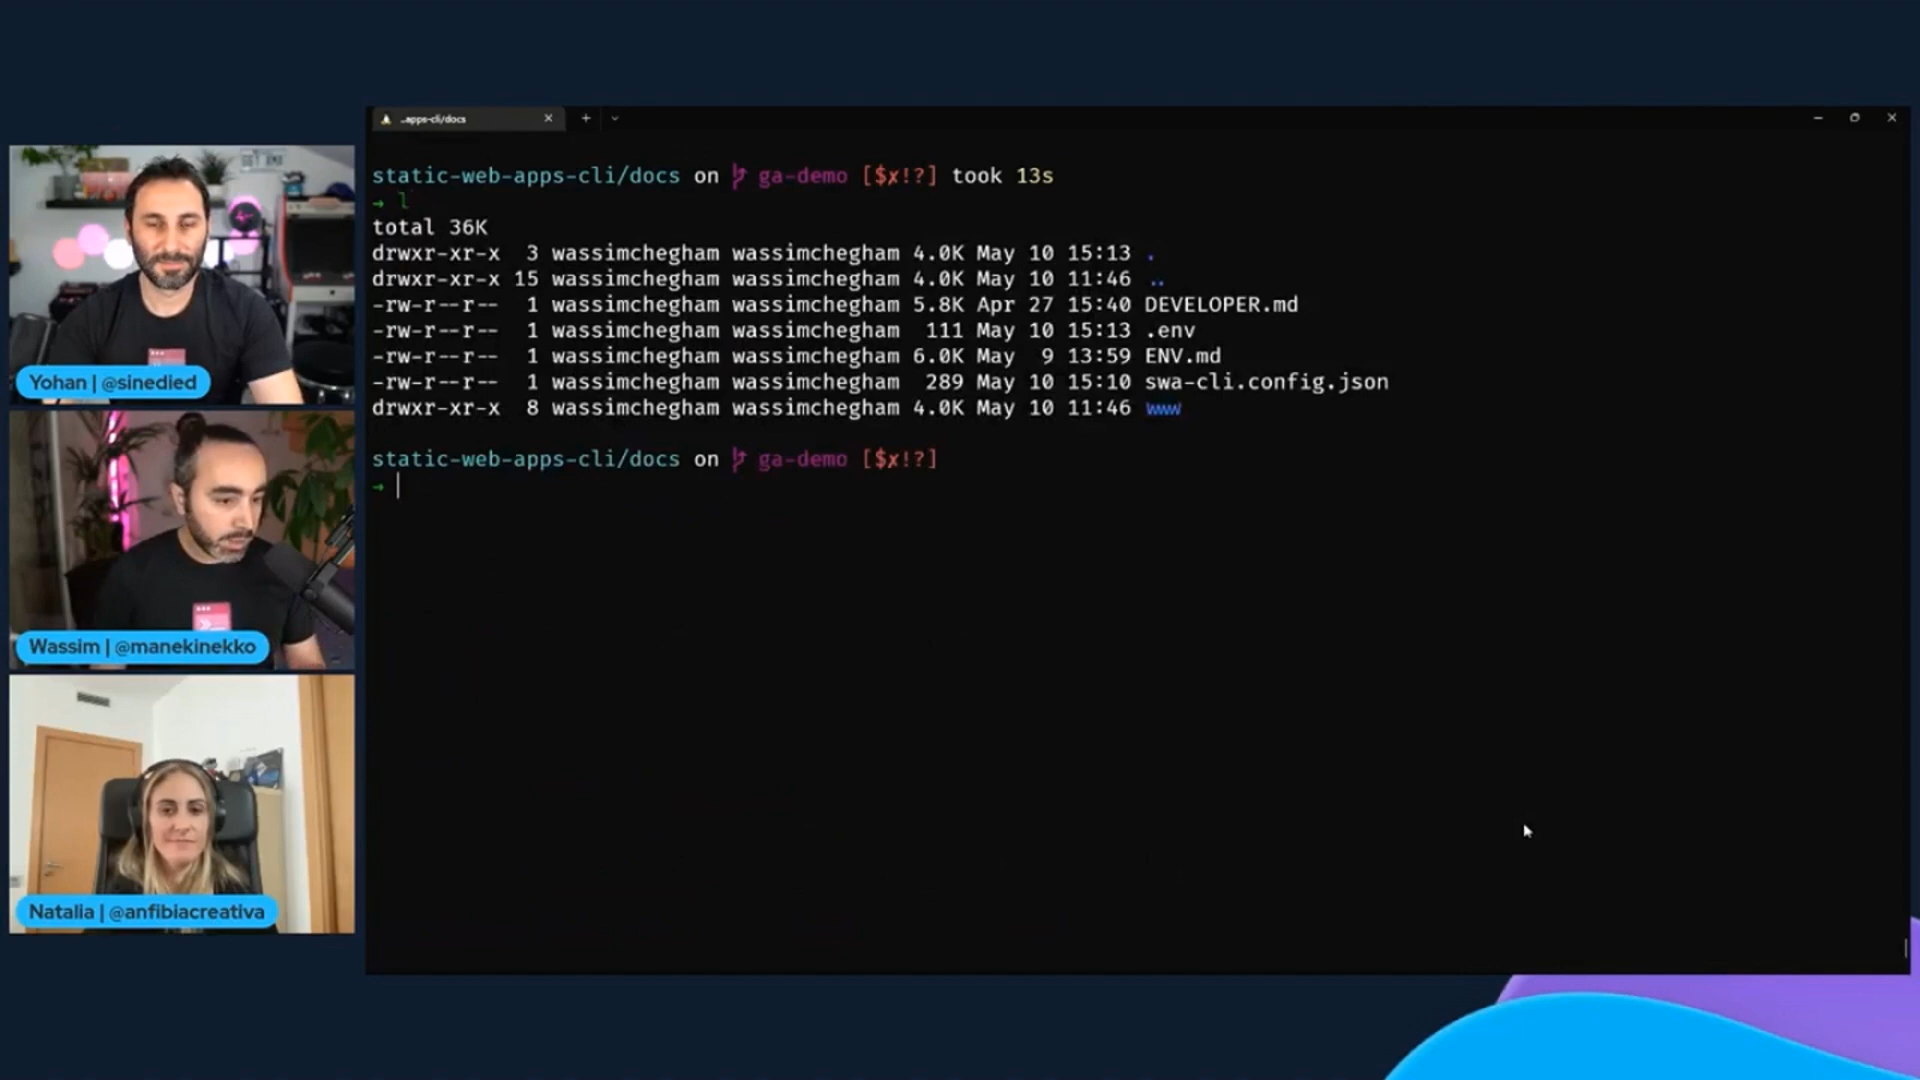 ..apps-cli/docs
static-web-apps-cli/docs on ga-demo [$x!?] took 13s
→ l
total 36K
drwxr-xr-x 3 wassimchegham wassimchegham 4.0K May 10 15:13 .
drwxr-xr-x 15 wassimchegham wassimchegham 4.0K May 10 11:46 ..
-rw-r--r-- 1 wassimchegham wassimchegham 5.8K Apr 27 15:40 DEVELOPER.md
-rw-r--r-- 1 wassimchegham wassimchegham 111 May 10 15:13 .env
-rw-r--r-- 1 wassimchegham wassimchegham 6.0K May 9 13:59 ENV.md
-rw-r--r-- 1 wassimchegham wassimchegham 289 May 10 15:10 swa-cli.config.json
drwxr-xr-x 8 wassimchegham wassimchegham 4.0K May 10 11:46 www
static-web-apps-cli/docs on ga-demo [$x!?]
→
Yohan | @sinedied
Wassim | @manekinekko
Natalia | @anfibiacreativa